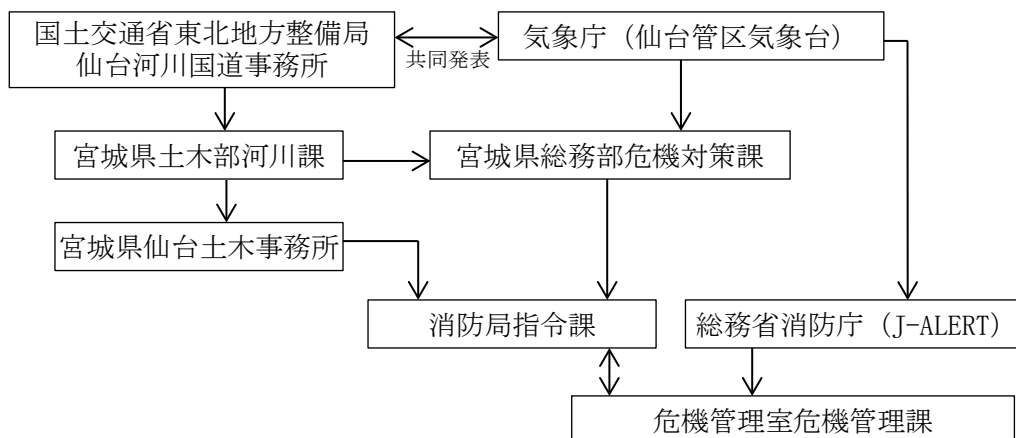 国土交通省東北地方整備局
仙台河川国道事務所
共同発表
気象庁（仙台管区気象台）
宮城県土木部河川課
宮城県総務部危機対策課
宮城県仙台土木事務所
消防局指令課
総務省消防庁（J-ALERT）
危機管理室危機管理課